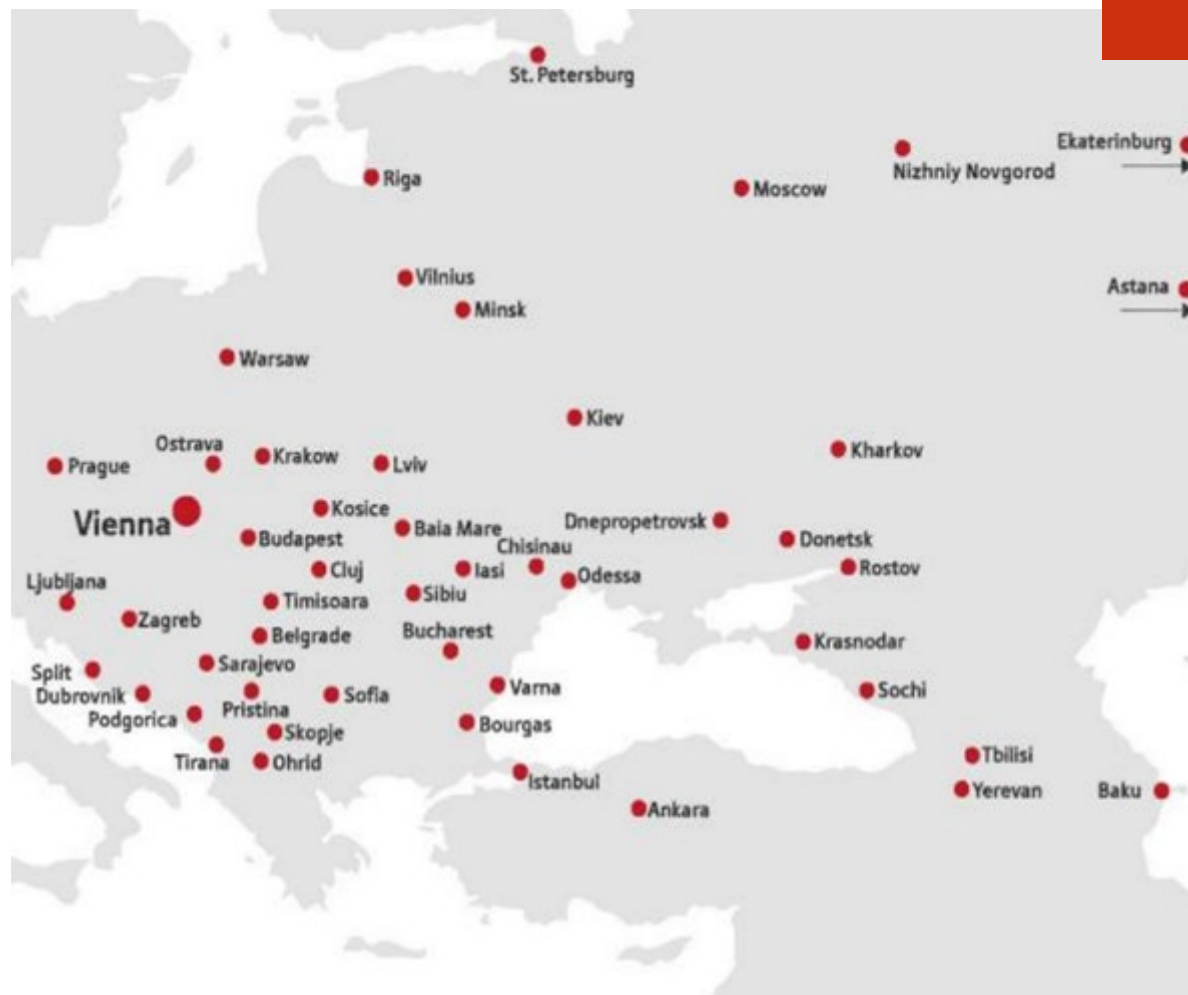 St. Petersburg
Ekaterinburg
Nizhniy Novgorod
Riga
Moscow
Vilnius
Astana
Minsk
Warsaw
Kiev
Ostrava
Krakow
Kharkov
Prague
Lviv
Kosice
Vienna
Baia Mare
Dnepropetrovsk
Budapest
Chisinau
Donetsk
Cluj
Iasi
Odessa
Rostov
Ljubljana
Timisoara
Sibiu
Zagreb
Belgrade
Bucharest
Krasnodar
Sarajevo
Split
Varna
Sochi
Dubrovnik
Sofia
Pristina
Podgorica
Bourgas
Skopje
Tbilisi
Tirana
Ohrid
Istanbul
Yerevan
Baku
Ankara